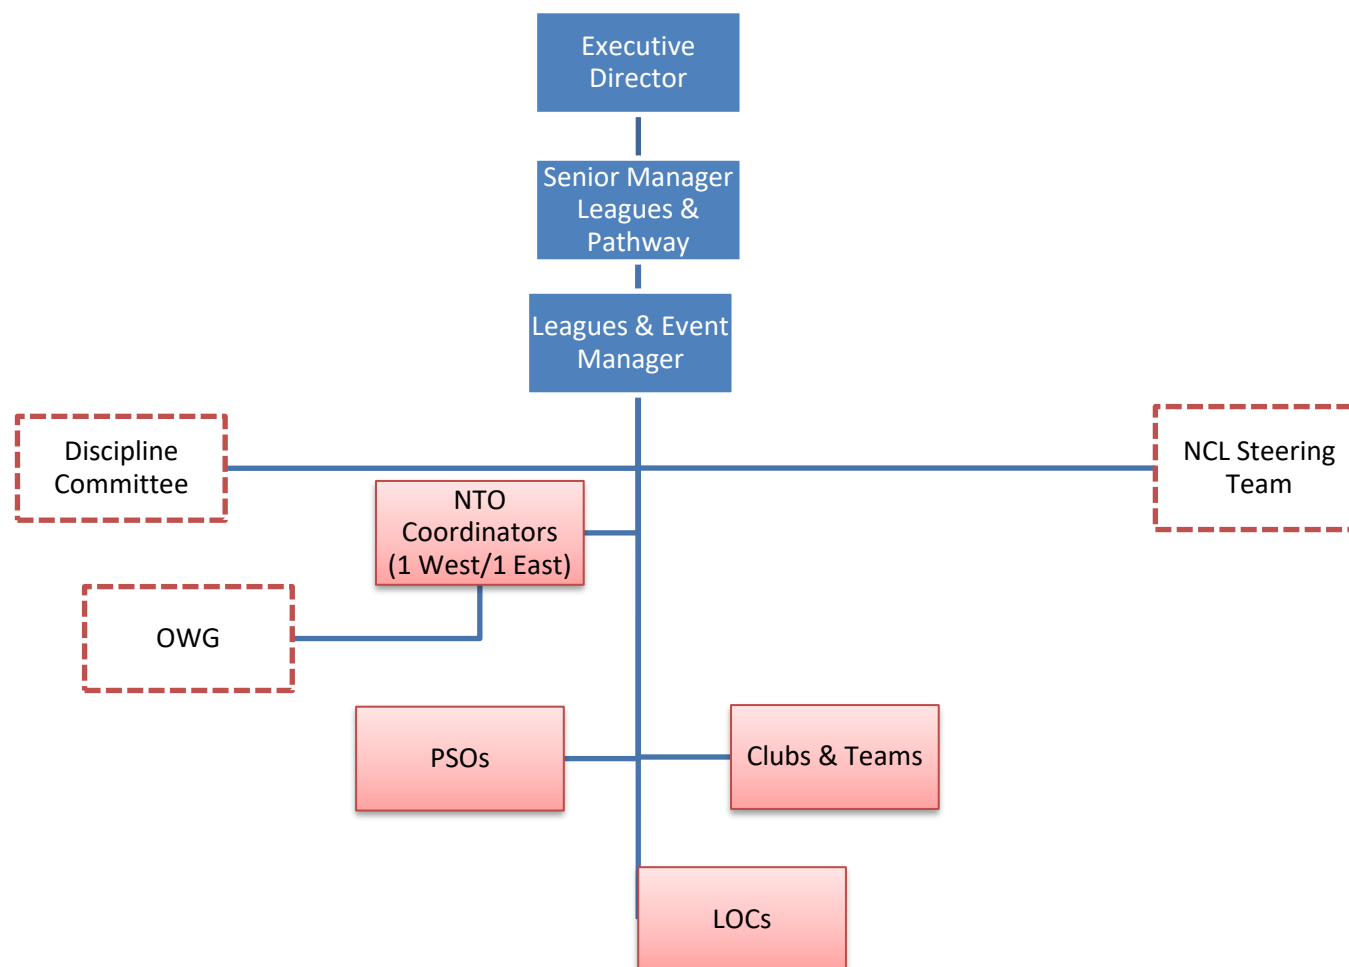 Executive
Director
Senior Manager
Leagues &
Pathway
Leagues & Event
Manager
Discipline
Committee
NCL Steering
Team
NTO
Coordinators
(1 West/1 East)
OWG
PSOs
Clubs & Teams
LOCs